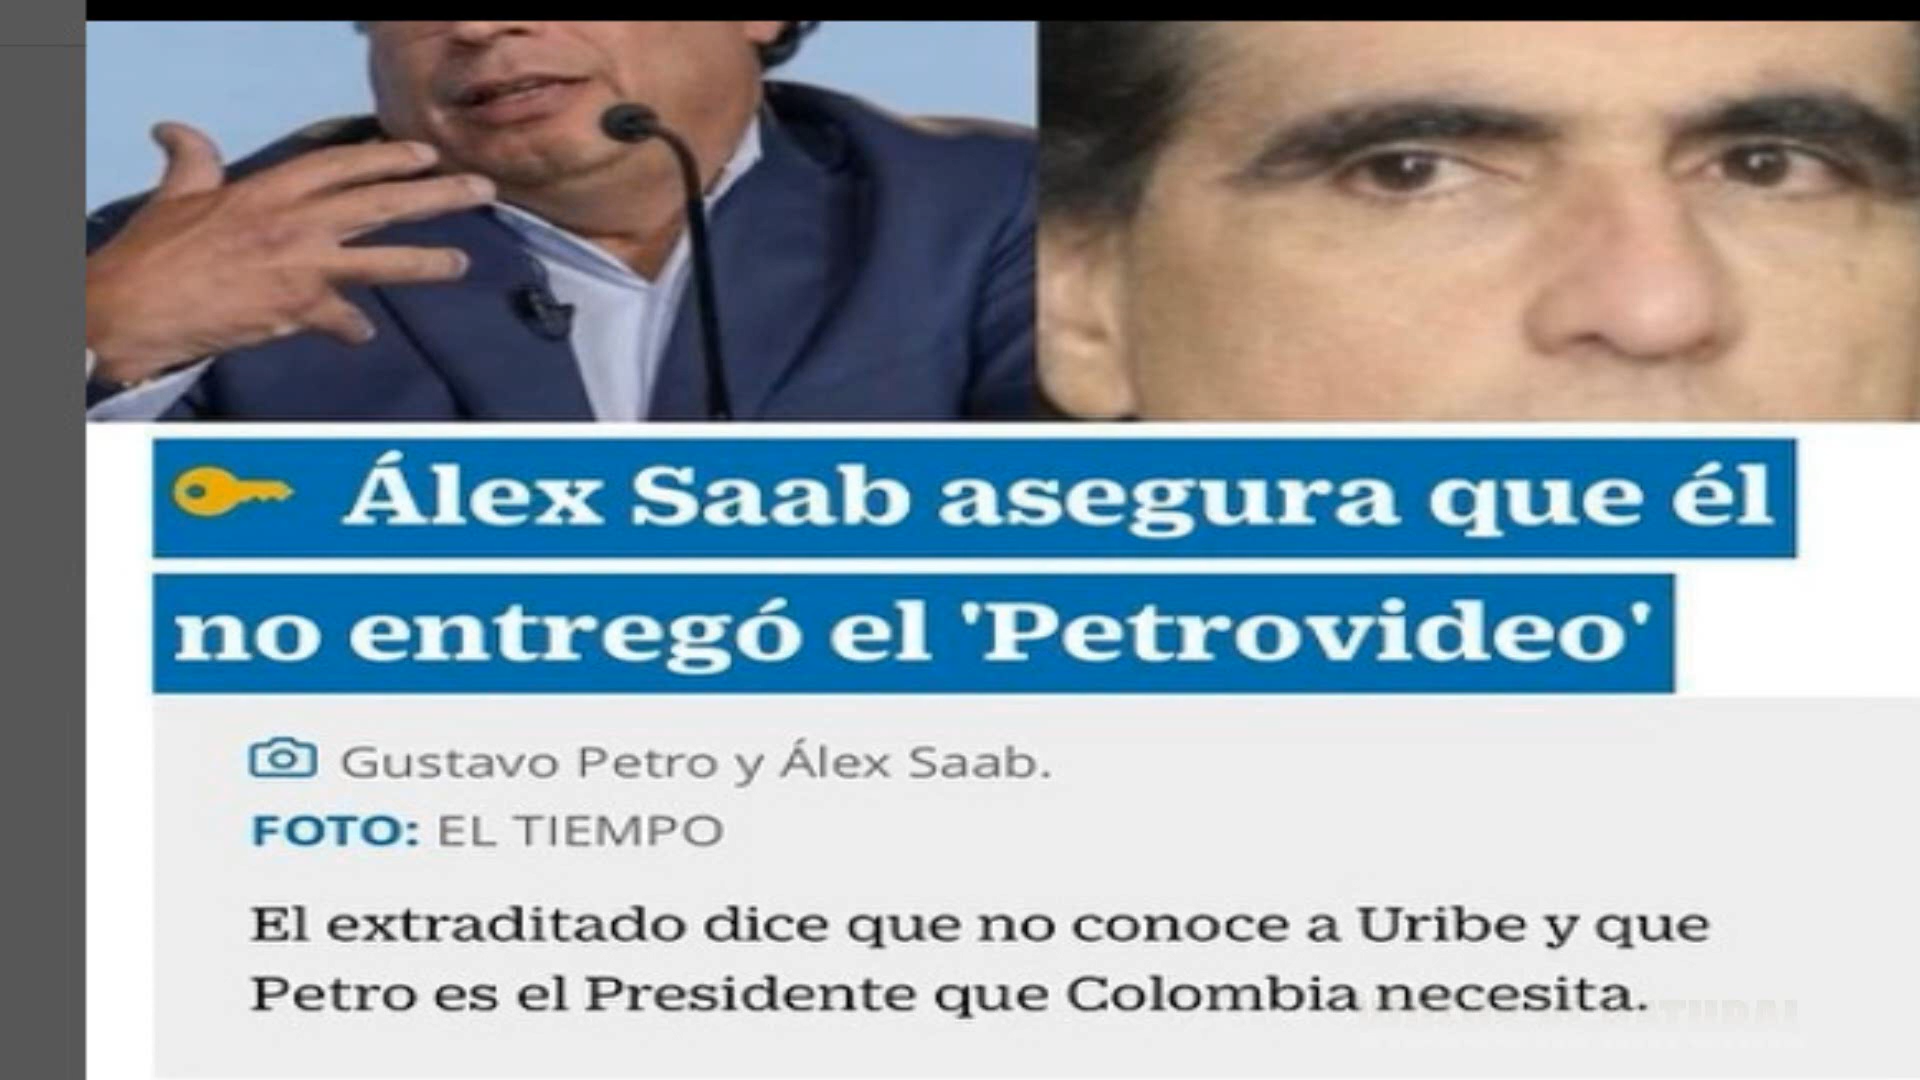 Álex Saab asegura que él
no entregó el 'Petrovideo'
Gustavo Petro y Álex Saab.
FOTO: EL TIEMPO
El extraditado dice que no conoce a Uribe y que
Petro es el Presidente que Colombia necesita.